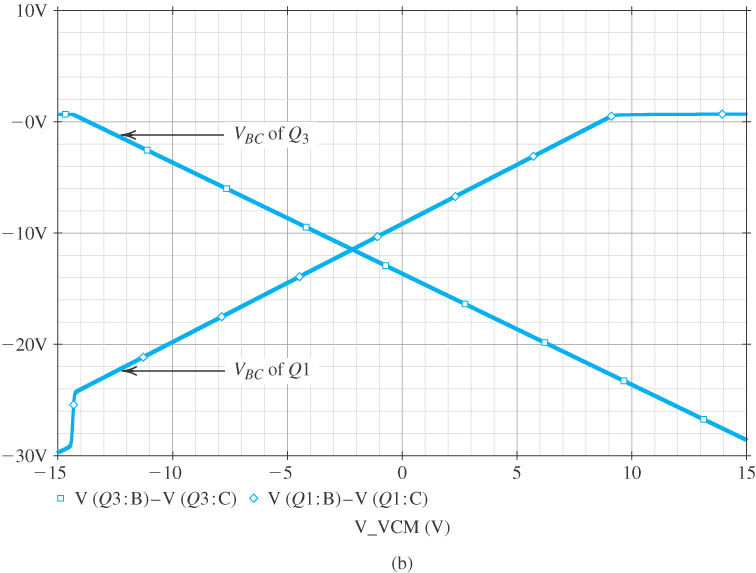 10V
−0V
V_BC of Q_3
−10V
−20V
V_BC of Q1
−30V
−15 −10 −5 0 5 10 15
V (Q3:B)–V (Q3:C) V (Q1:B)–V (Q1:C)
V_VCM (V)
(b)